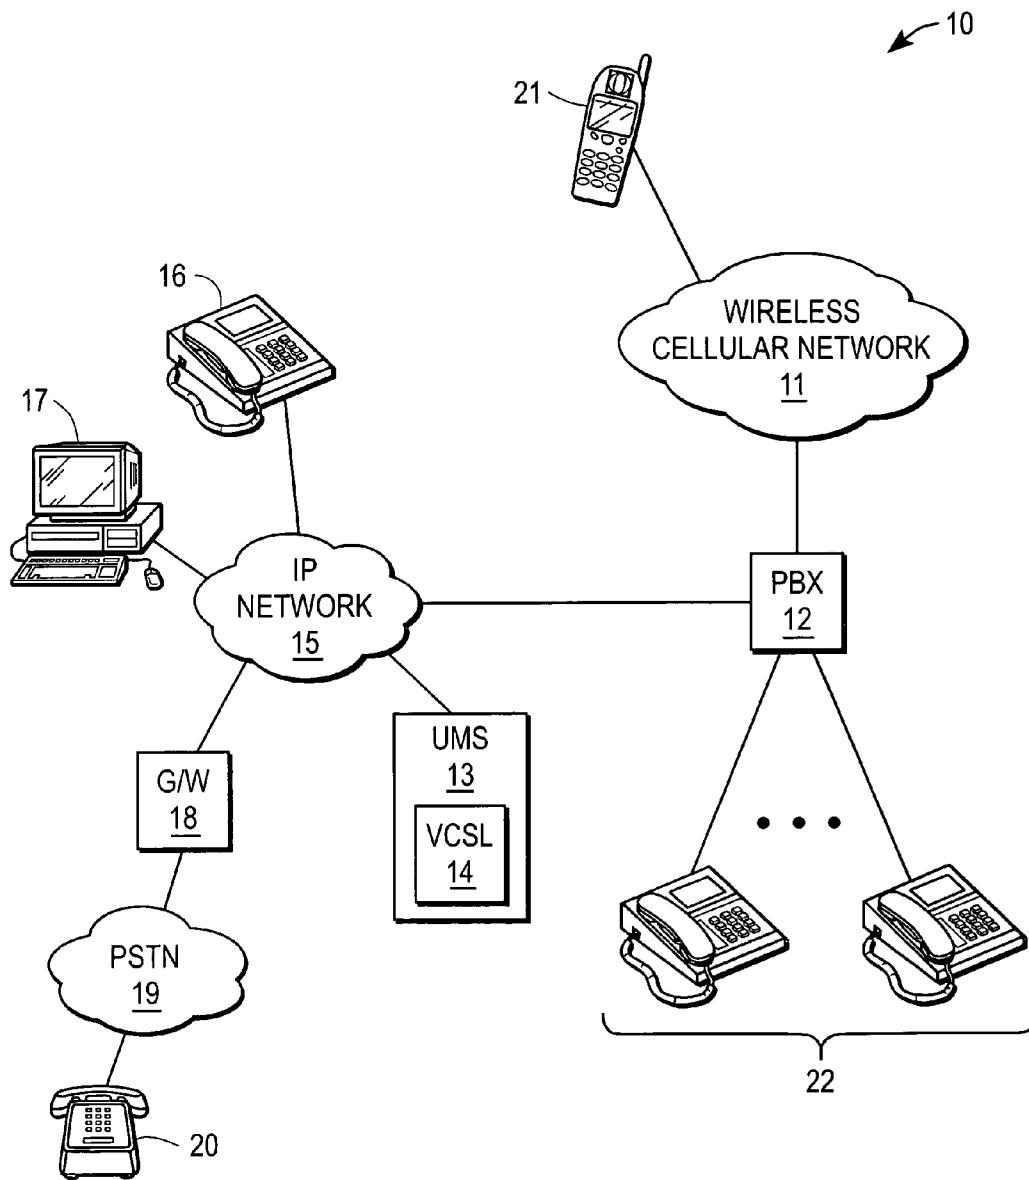 10
21
WIRELESS
CELLULAR NETWORK
11
16
17
IP
NETWORK
15
PBX
12
UMS
13
VCSL
14
G/W
18
PSTN
19
20
22